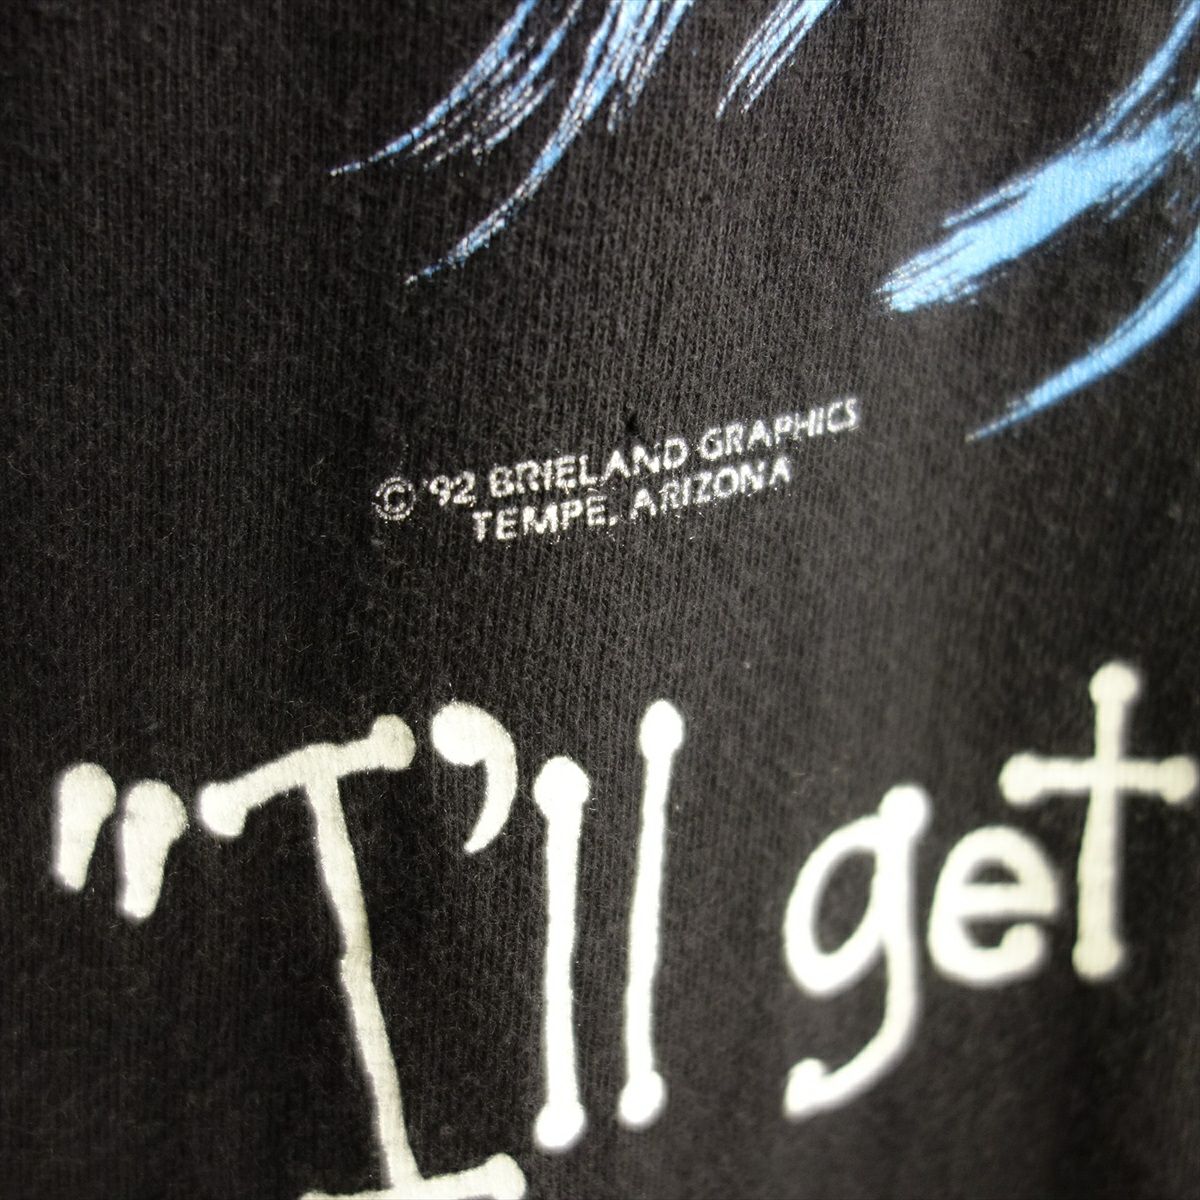 © '92 BRIELAND GRAPHICS
TEMPE, ARIZONA
"I'll get